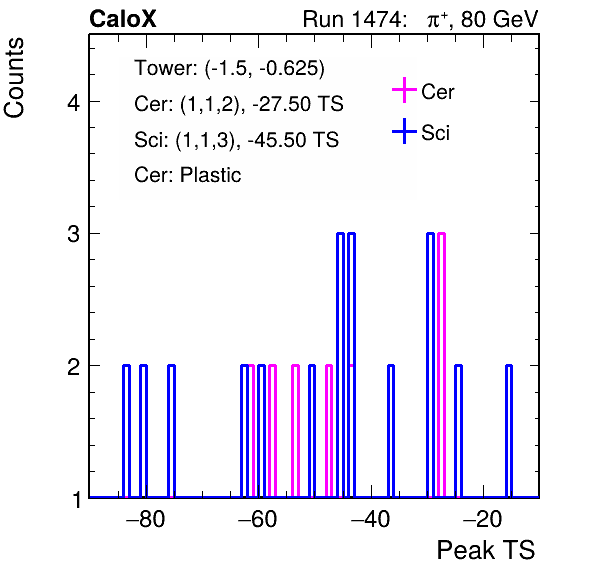 CaloX Run 1474: π+, 80 GeV
Counts
Tower: (-1.5, -0.625)
Cer: (1,1,2), -27.50 TS
Sci: (1,1,3), -45.50 TS
Cer: Plastic
Cer
Sci
4
3
2
1
−80 −60 −40 −20
Peak TS